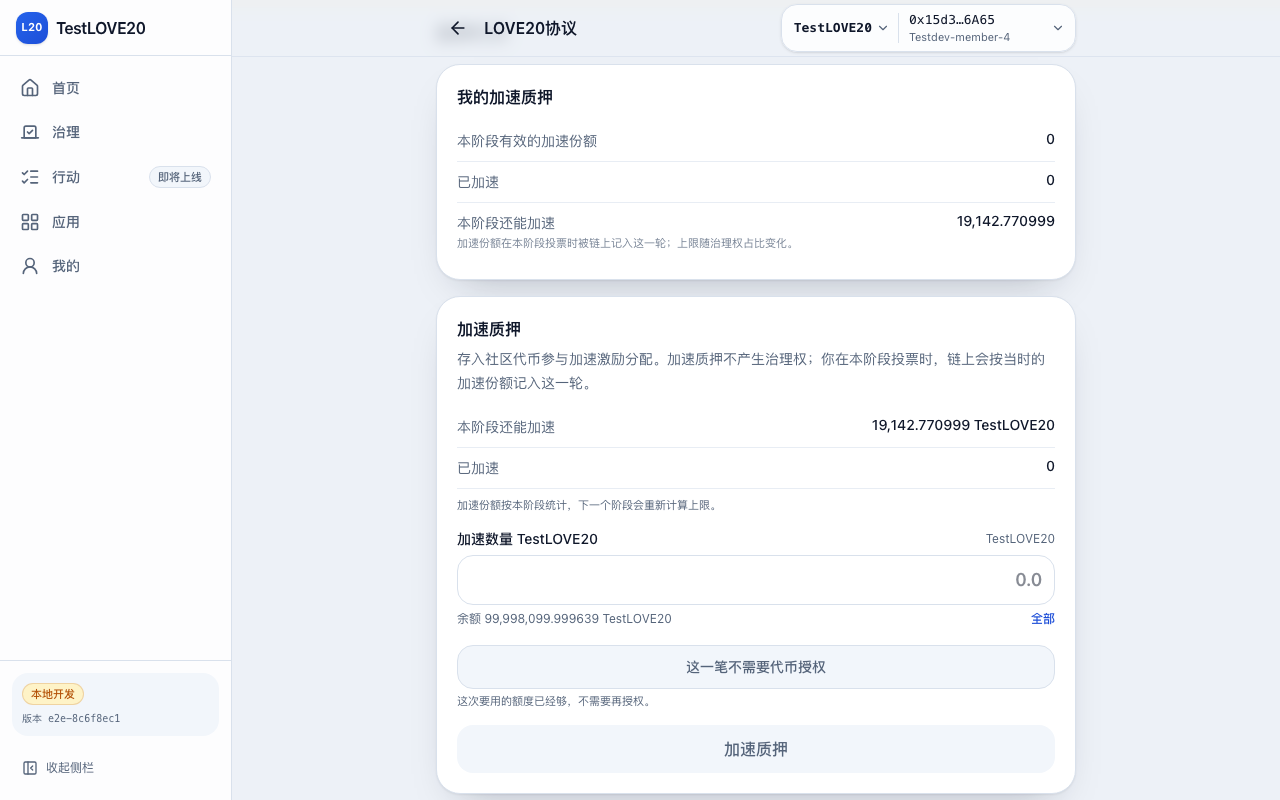 L20 TestLOVE20
首页
治理
行动 即将上线
应用
我的
本地开发
版本 e2e-8c6f8ec1
收起侧栏
LOVE20协议
TestLOVE20
0x15d3…6A65
Testdev-member-4
我的加速质押
本阶段有效的加速份额 0
已加速 0
本阶段还能加速 19,142.770999
加速份额在本阶段投票时被链上记入这一轮；上限随治理权占比变化。
加速质押
存入社区代币参与加速激励分配。加速质押不产生治理权；你在本阶段投票时，链上会按当时的
加速份额记入这一轮。
本阶段还能加速 19,142.770999 TestLOVE20
已加速 0
加速份额按本阶段统计，下一个阶段会重新计算上限。
加速数量 TestLOVE20 TestLOVE20
0.0
余额 99,998,099.999639 TestLOVE20 全部
这一笔不需要代币授权
这次要用的额度已经够，不需要再授权。
加速质押